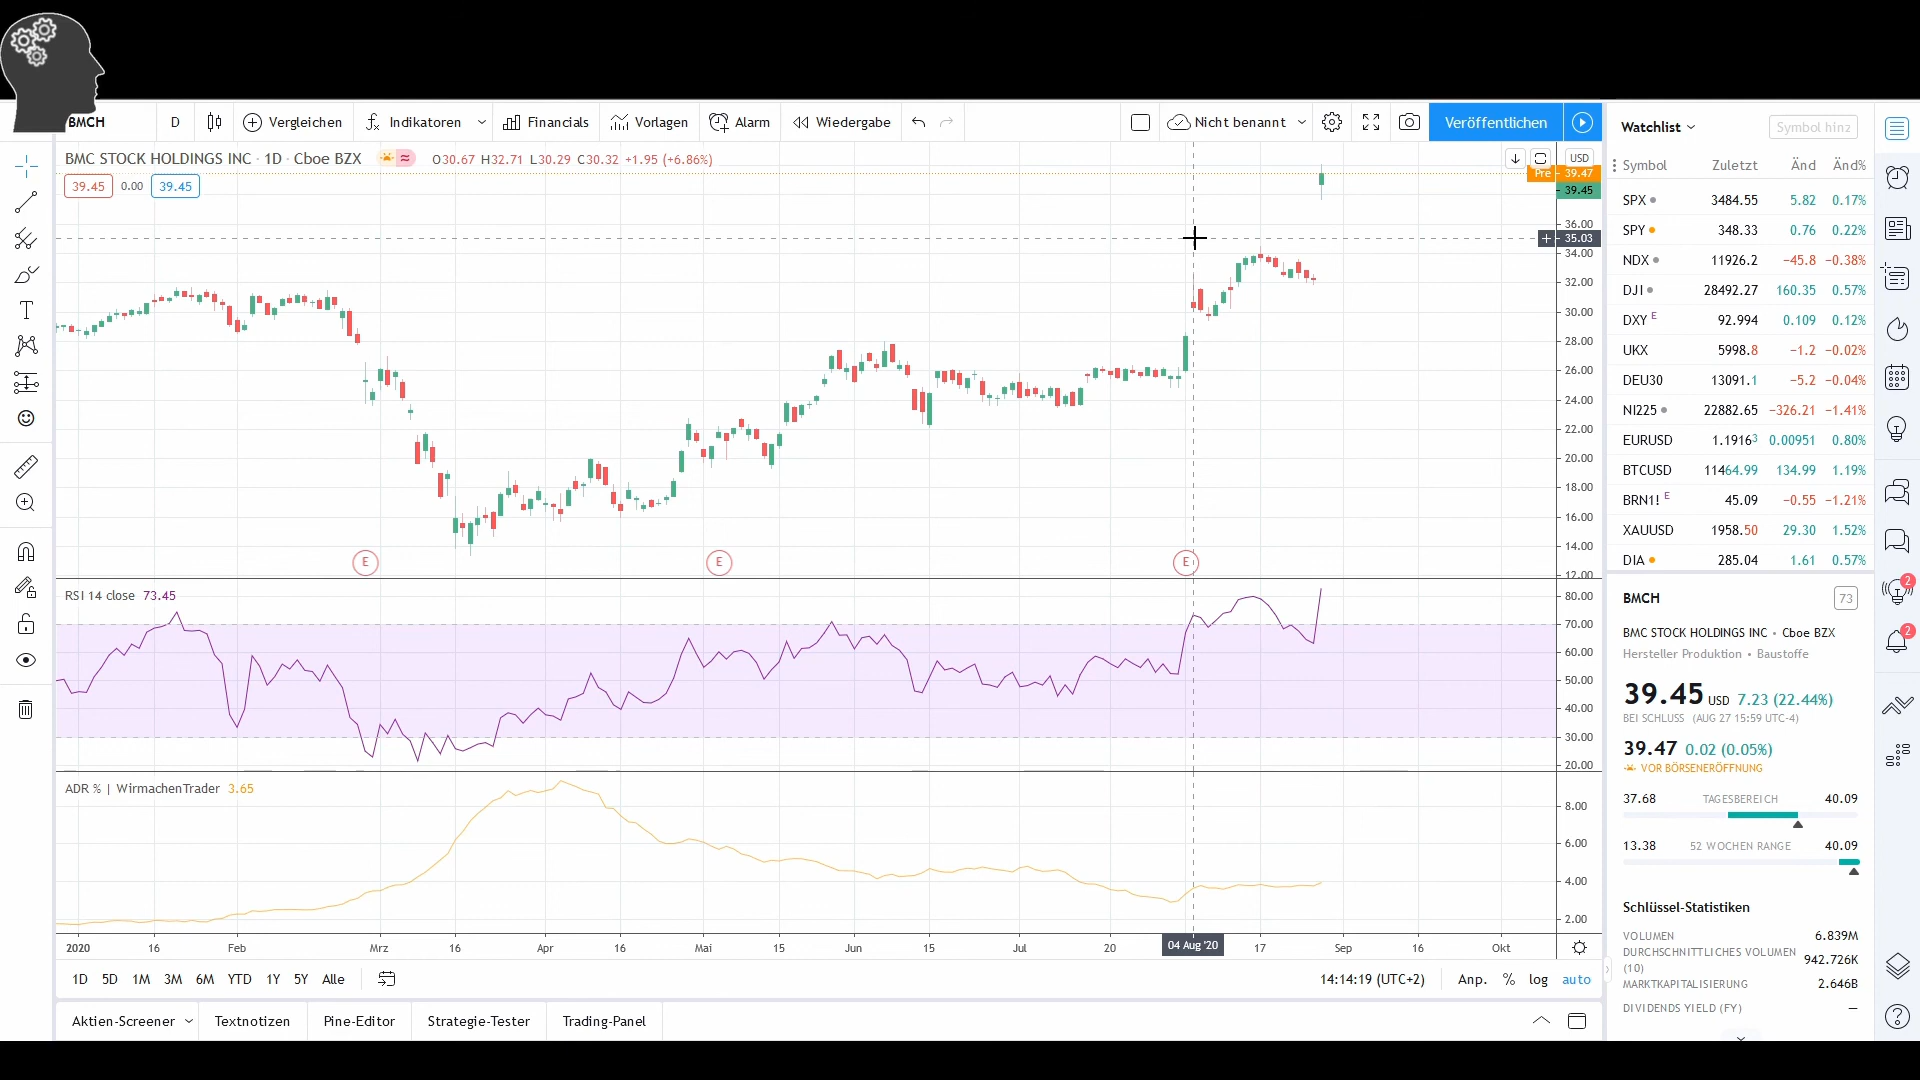 BMCH D Vergleichen Indikatoren Financials Vorlagen Alarm Wiedergabe Nicht benannt Veröffentlichen
BMC STOCK HOLDINGS INC · 1D · Cboe BZX O30.67 H32.71 L30.29 C30.32 +1.95 (+6.86%)
39.45 0.00 39.45
USD
Pre 39.47
39.45
36.00
35.03
34.00
32.00
30.00
28.00
26.00
24.00
22.00
20.00
18.00
16.00
14.00
12.00
E E E
RSI 14 close 73.45
80.00
70.00
60.00
50.00
40.00
30.00
20.00
ADR % | WirmachenTrader 3.65
8.00
6.00
4.00
2.00
2020 16 Feb Mrz 16 Apr 16 Mai 15 Jun 15 Jul 20 04 Aug '20 17 Sep 16 Okt
1D 5D 1M 3M 6M YTD 1Y 5Y Alle 14:14:19 (UTC+2) Anp. % log auto
Aktien-Screener Textnotizen Pine-Editor Strategie-Tester Trading-Panel
Watchlist Symbol hinz
Symbol Zuletzt Änd Änd%
SPX 3484.55 5.82 0.17%
SPY 348.33 0.76 0.22%
NDX 11926.2 −45.8 −0.38%
DJI 28492.27 160.35 0.57%
DXY E 92.994 0.109 0.12%
UKX 5998.8 −1.2 −0.02%
DEU30 13091.1 −5.2 −0.04%
NI225 22882.65 −326.21 −1.41%
EURUSD 1.19163 0.00951 0.80%
BTCUSD 11464.99 134.99 1.19%
BRN1! E 45.09 −0.55 −1.21%
XAUUSD 1958.50 29.30 1.52%
DIA 285.04 1.61 0.57%
BMCH 73
BMC STOCK HOLDINGS INC • Cboe BZX
Hersteller Produktion • Baustoffe
39.45 USD 7.23 (22.44%)
BEI SCHLUSS (AUG 27 15:59 UTC-4)
39.47 0.02 (0.05%)
VOR BÖRSENERÖFFNUNG
37.68 TAGESBEREICH 40.09
13.38 52 WOCHEN RANGE 40.09
Schlüssel-Statistiken
VOLUMEN 6.839M
DURCHSCHNITTLICHES VOLUMEN (10) 942.726K
MARKTKAPITALISIERUNG 2.646B
DIVIDENDS YIELD (FY) —
2
2